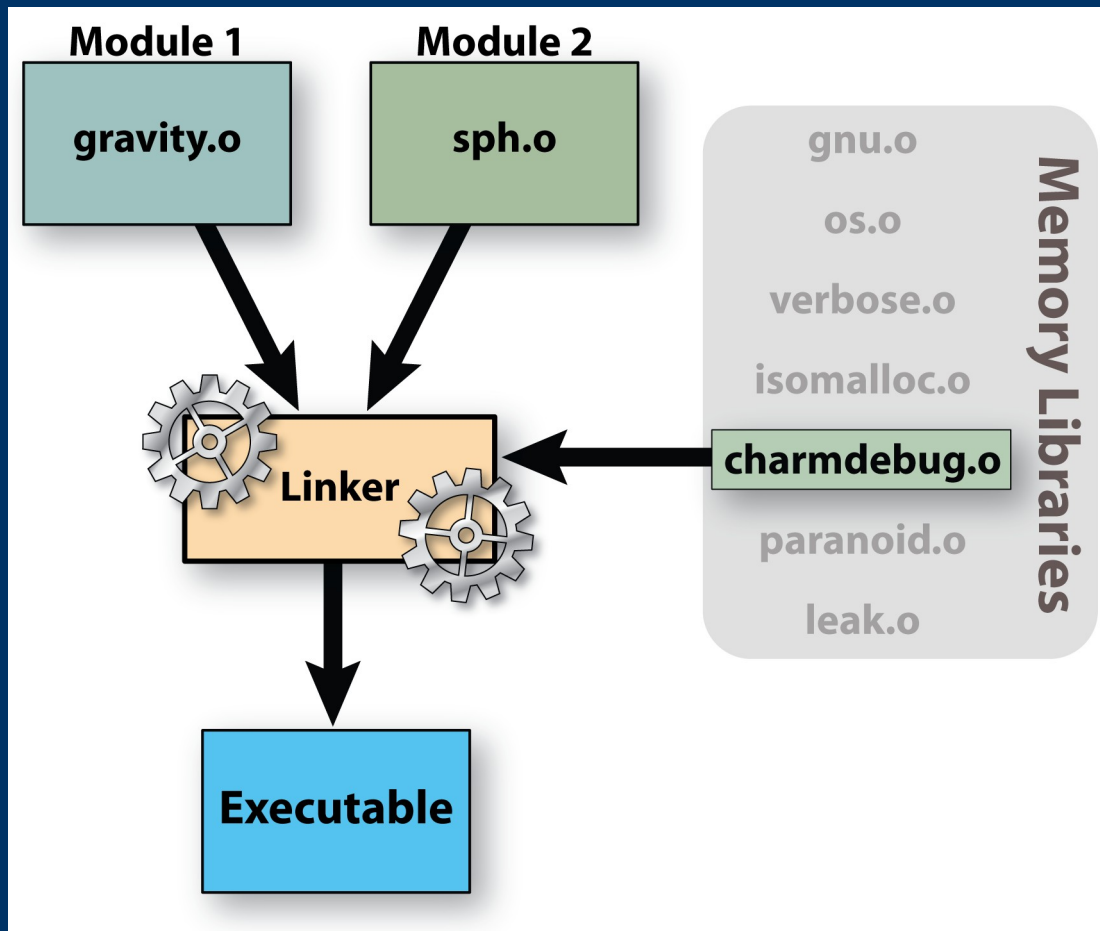 Module 1
Module 2
gravity.o
sph.o
gnu.o
os.o
verbose.o
isomalloc.o
charmdebug.o
paranoid.o
leak.o
Memory Libraries
Linker
Executable